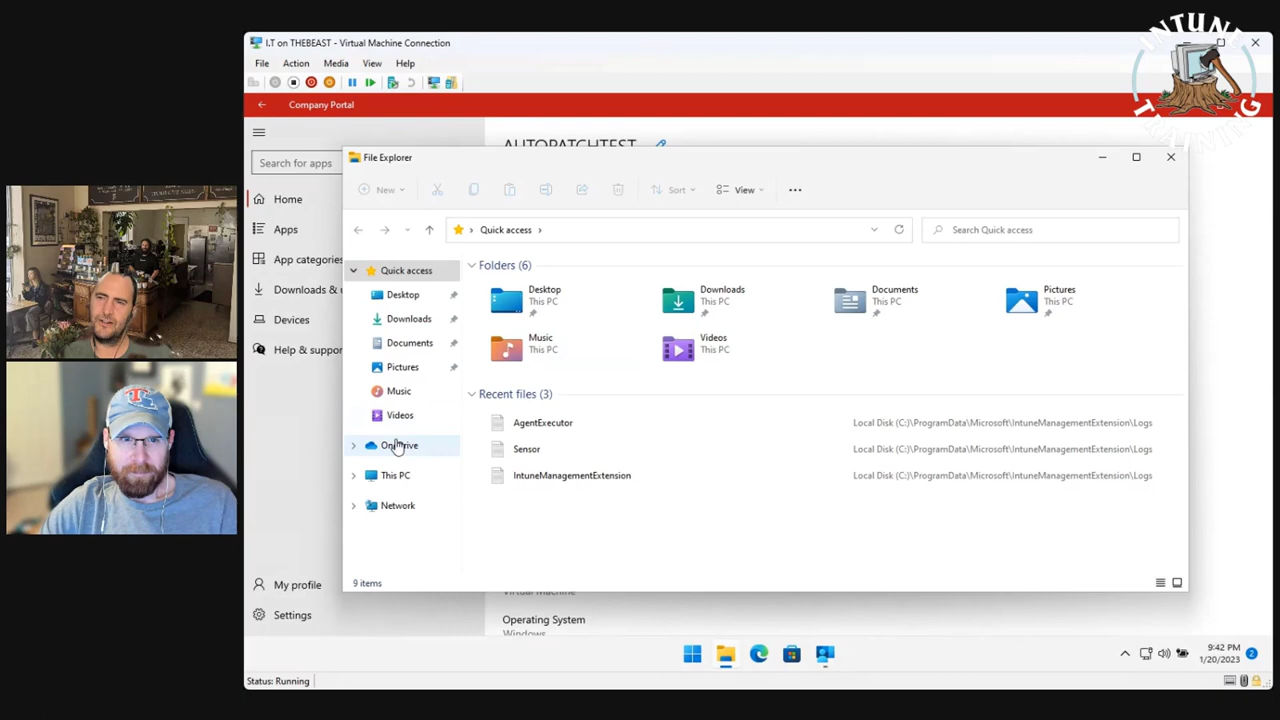 INTUNE
TRAINING
I.T on THEBEAST - Virtual Machine Connection
File Action Media View Help
Company Portal
Search for apps
Home
Apps
App categories
Downloads & u
Devices
Help & suppor
My profile
Settings
AUTOPATCHTEST
File Explorer
New
Sort
View
Quick access
Search Quick access
Quick access
Desktop
Downloads
Documents
Pictures
Music
Videos
OneDrive
This PC
Network
Folders (6)
Desktop
This PC
Downloads
This PC
Documents
This PC
Pictures
This PC
Music
This PC
Videos
This PC
Recent files (3)
AgentExecutor Local Disk (C:)\ProgramData\Microsoft\IntuneManagementExtension\Logs
Sensor Local Disk (C:)\ProgramData\Microsoft\IntuneManagementExtension\Logs
IntuneManagementExtension Local Disk (C:)\ProgramData\Microsoft\IntuneManagementExtension\Logs
9 items
Virtual Machine
Operating System
Windows
9:42 PM
1/20/2023
2
Status: Running